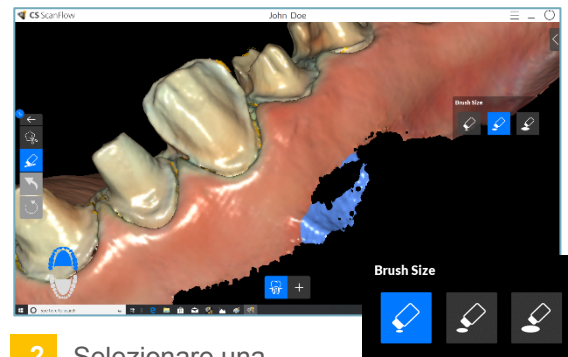 CS ScanFlow
John Doe
Brush Size
Brush Size
2 Selezionare una